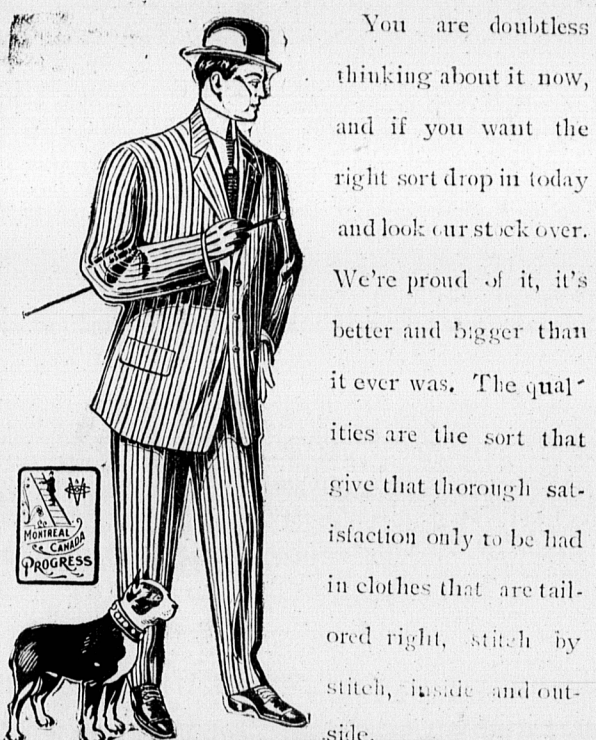 You are doubtless
thinking about it now,
and if you want the
right sort drop in today
and look our stock over.
We're proud of it, it's
better and bigger than
it ever was. The qual-
ities are the sort that
give that thorough sat-
isfaction only to be had
in clothes that are tail-
ored right, stitch by
stitch, inside and out-
side.
MONTREAL
CANADA
PROGRESS